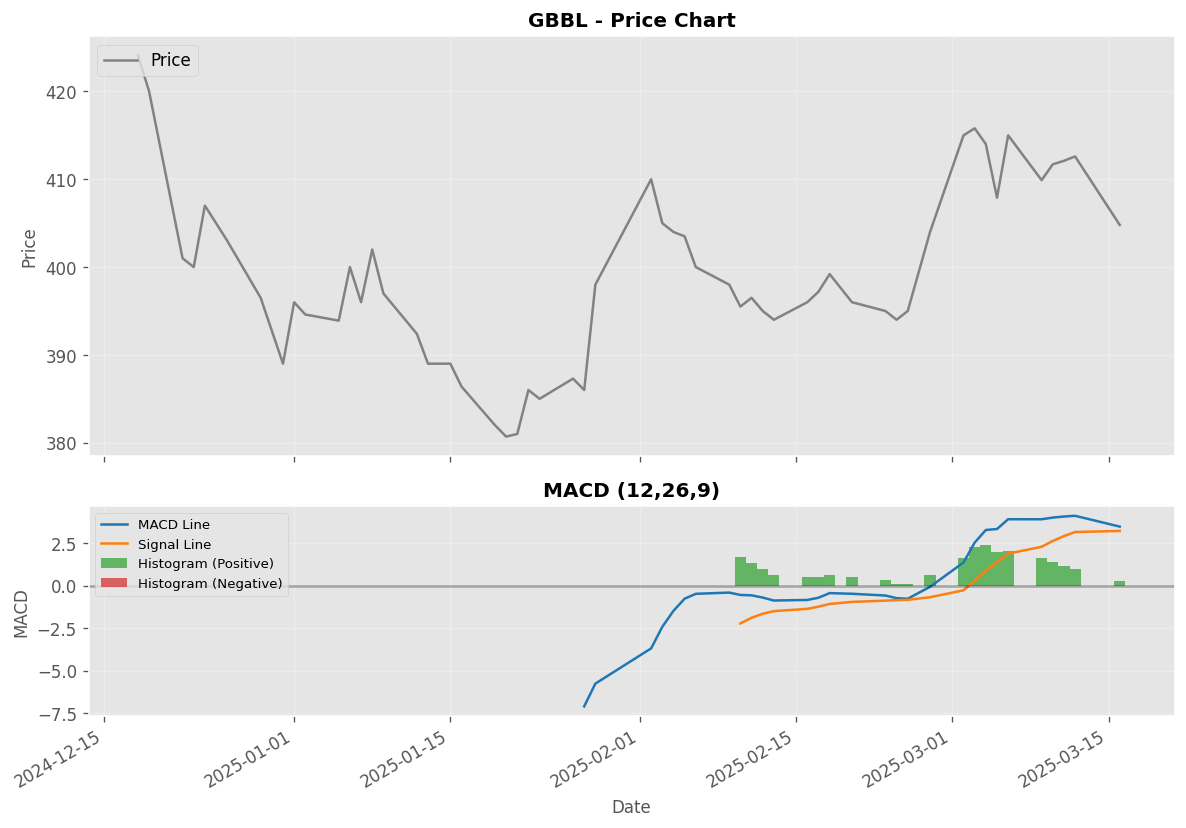 GBBL - Price Chart
Price
420
410
400
390
380
Price
MACD (12,26,9)
MACD Line
Signal Line
Histogram (Positive)
Histogram (Negative)
2.5
0.0
−2.5
−5.0
−7.5
MACD
2024-12-15
2025-01-01
2025-01-15
2025-02-01
2025-02-15
2025-03-01
2025-03-15
Date